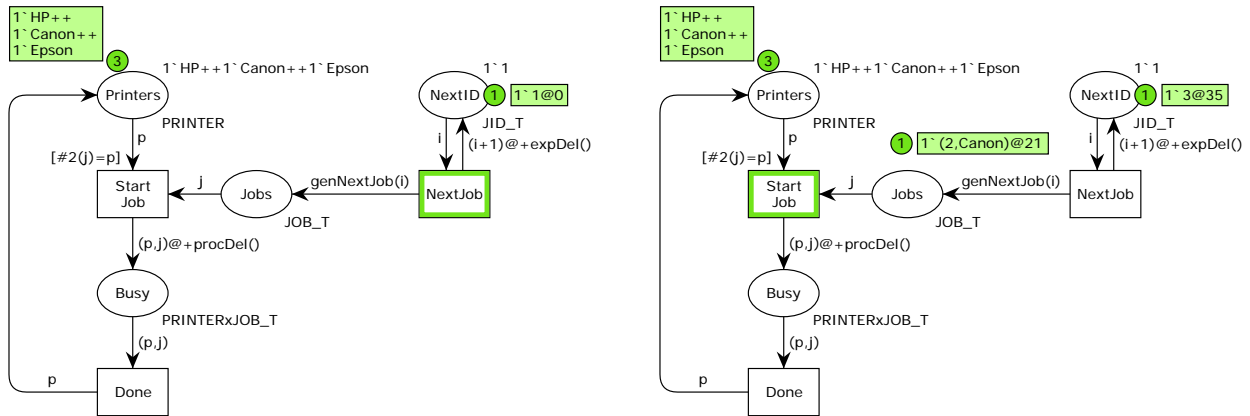 1`HP++
1`Canon++
1`Epson
3
1`HP++1`Canon++1`Epson
Printers
PRINTER
p
[#2(j)=p]
Start
Job
j
Jobs
JOB_T
genNextJob(i)
NextJob
1`1
NextID
1
1`1@0
JID_T
i
(i+1)@+expDel()
(p,j)@+procDel()
Busy
PRINTERxJOB_T
(p,j)
Done
p
1`HP++
1`Canon++
1`Epson
3
1`HP++1`Canon++1`Epson
Printers
PRINTER
p
[#2(j)=p]
Start
Job
j
1
1`(2,Canon)@21
Jobs
JOB_T
genNextJob(i)
NextJob
1`1
NextID
1
1`3@35
JID_T
i
(i+1)@+expDel()
(p,j)@+procDel()
Busy
PRINTERxJOB_T
(p,j)
Done
p